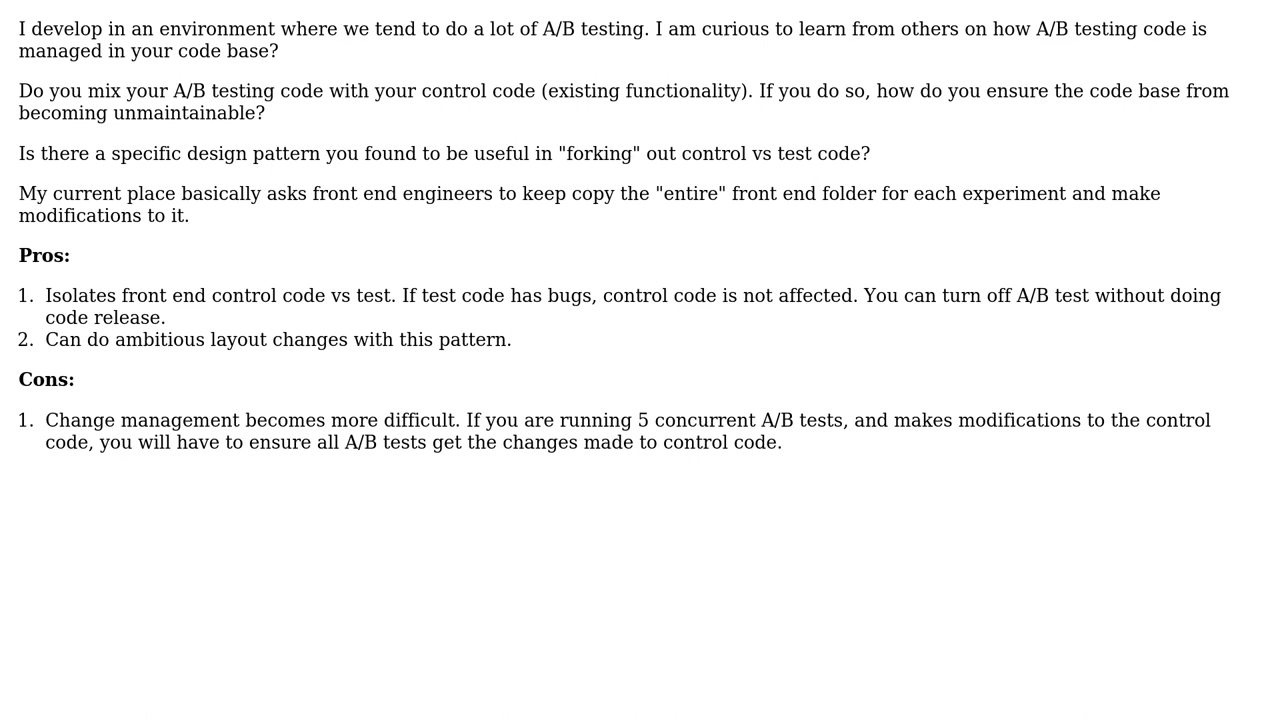 I develop in an environment where we tend to do a lot of A/B testing. I am curious to learn from others on how A/B testing code is
managed in your code base?
Do you mix your A/B testing code with your control code (existing functionality). If you do so, how do you ensure the code base from
becoming unmaintainable?
Is there a specific design pattern you found to be useful in "forking" out control vs test code?
My current place basically asks front end engineers to keep copy the "entire" front end folder for each experiment and make
modifications to it.
Pros:
1. Isolates front end control code vs test. If test code has bugs, control code is not affected. You can turn off A/B test without doing
code release.
2. Can do ambitious layout changes with this pattern.
Cons:
1. Change management becomes more difficult. If you are running 5 concurrent A/B tests, and makes modifications to the control
code, you will have to ensure all A/B tests get the changes made to control code.